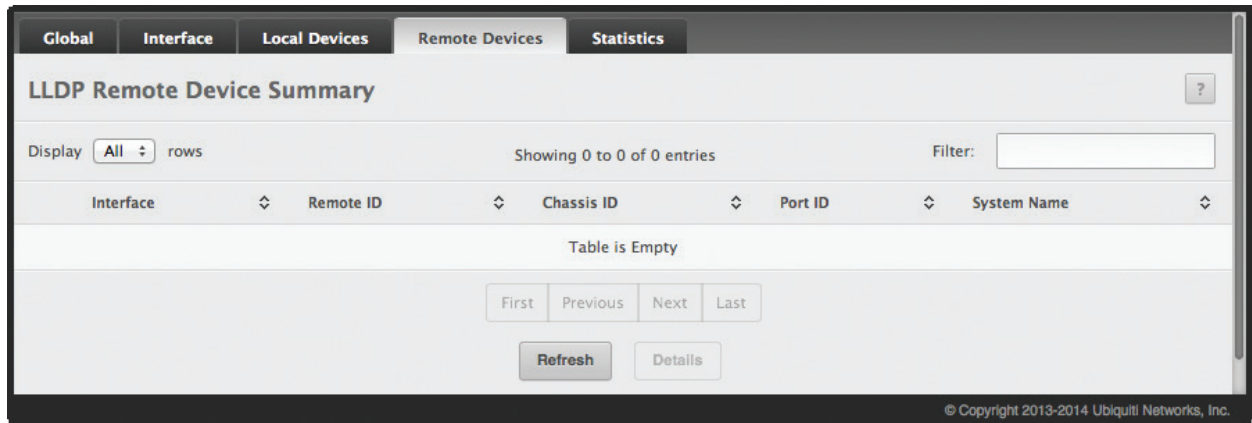 Global Interface Local Devices Remote Devices Statistics
LLDP Remote Device Summary ?
Display All rows Showing 0 to 0 of 0 entries Filter:
Interface Remote ID Chassis ID Port ID System Name
Table is Empty
First Previous Next Last
Refresh Details
© Copyright 2013-2014 Ubiquiti Networks, Inc.